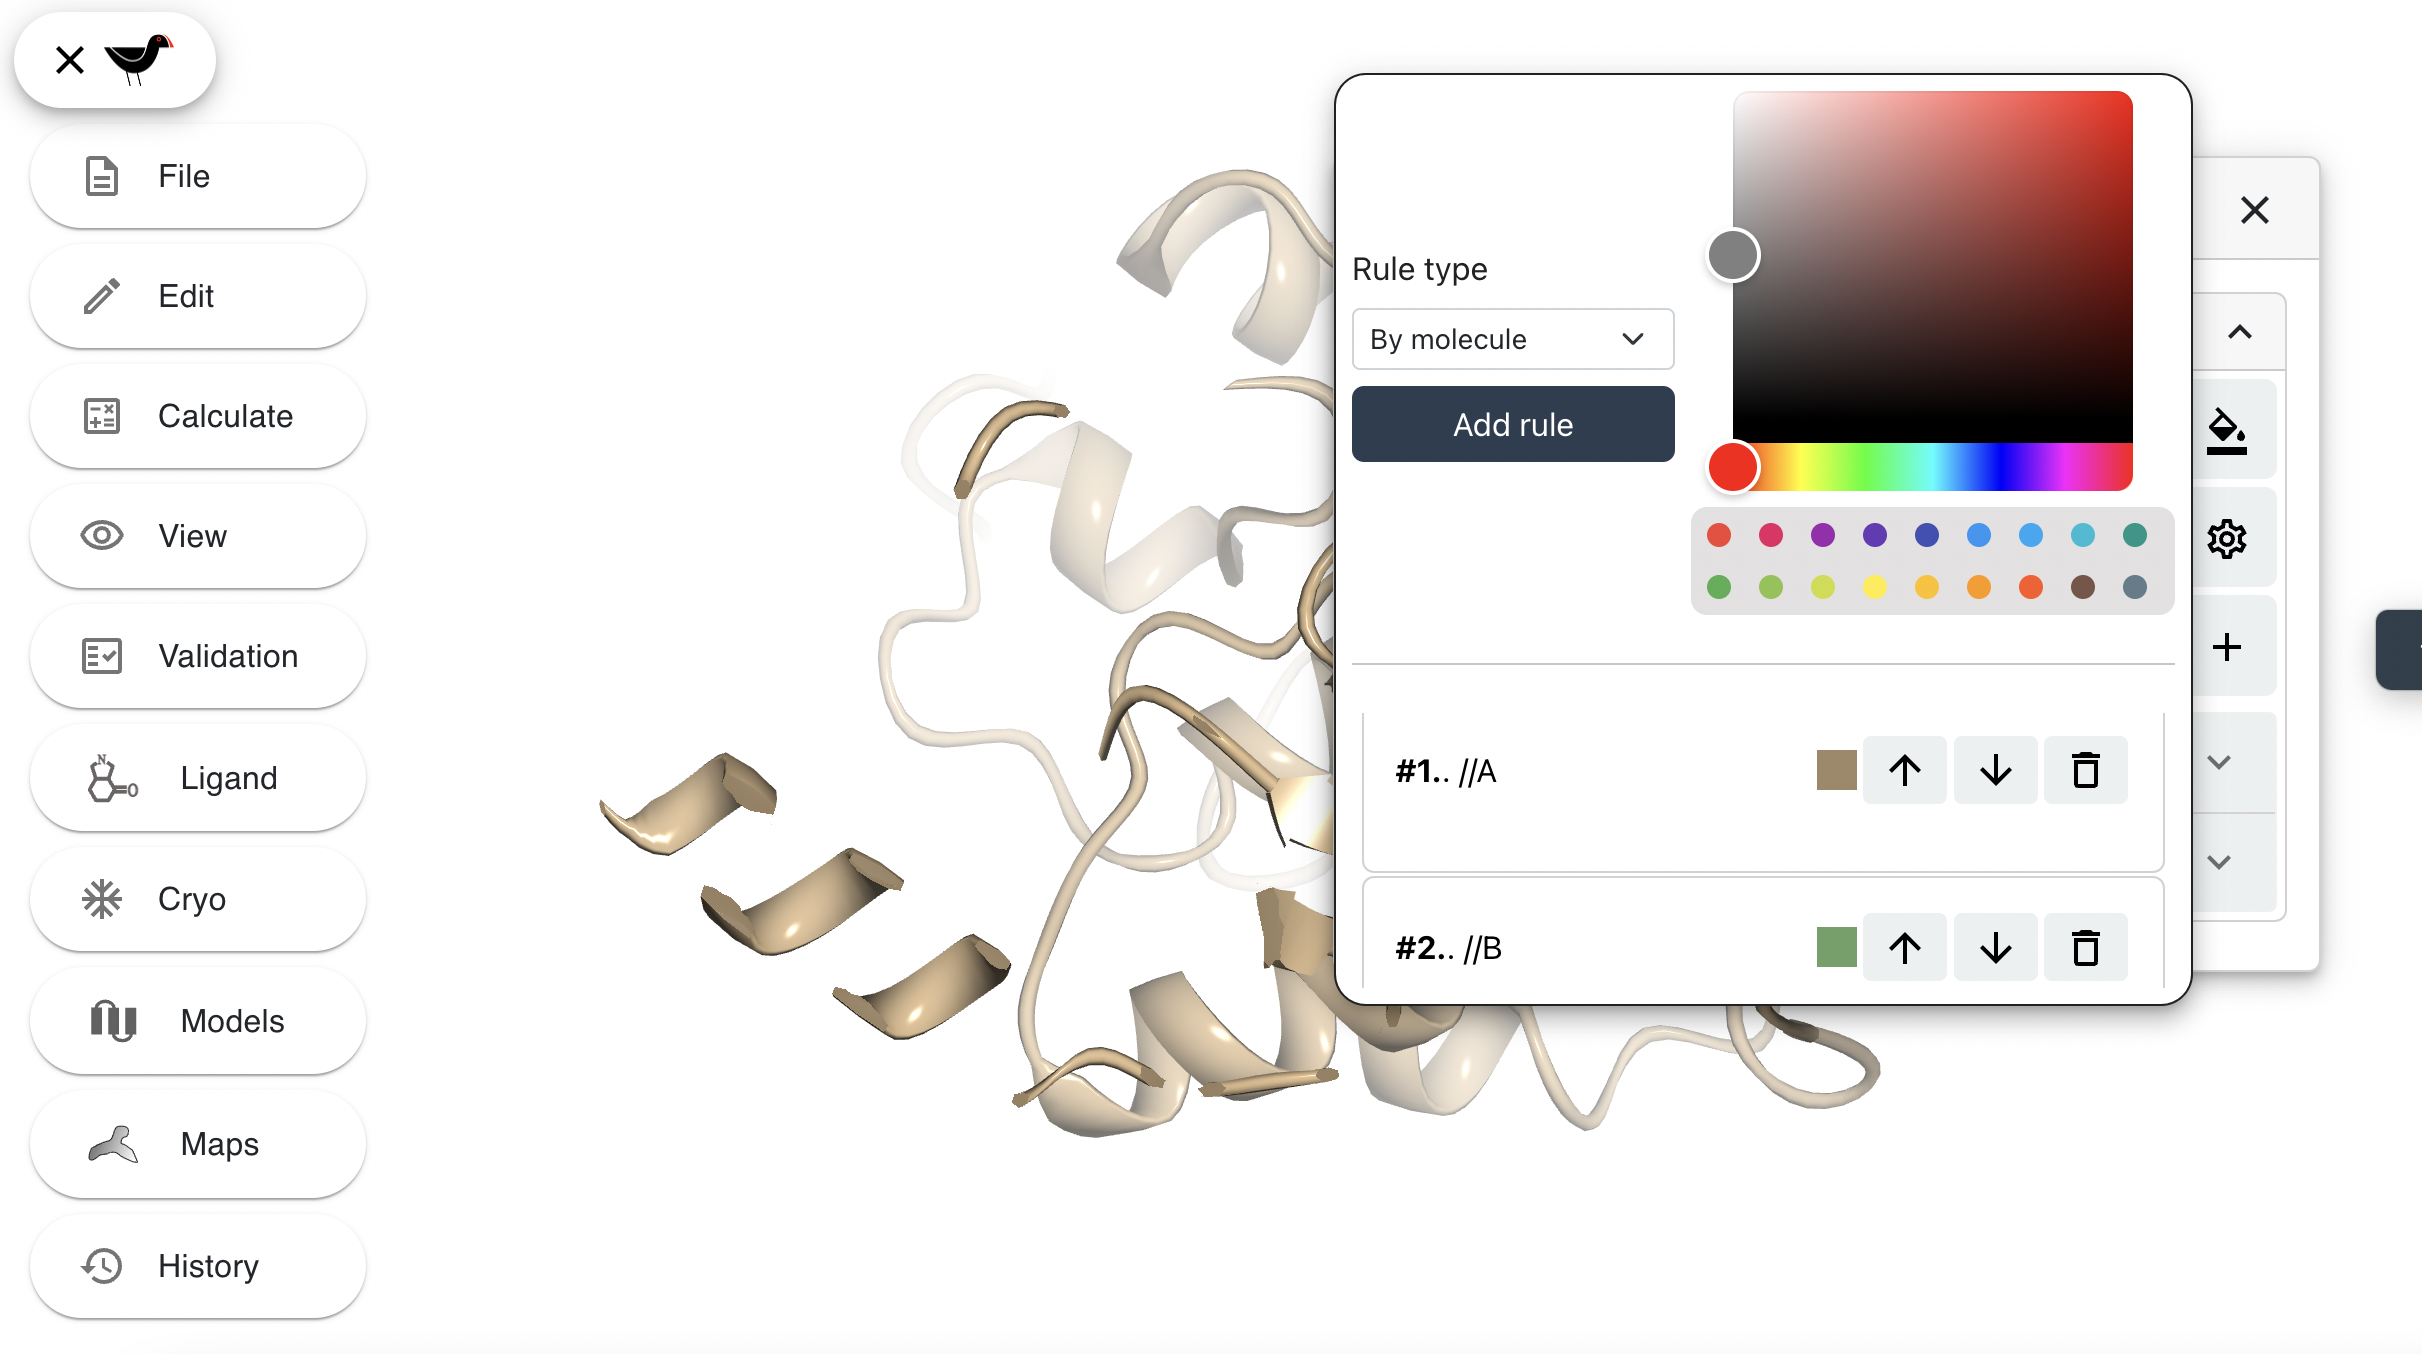 File
Edit
Calculate
View
Validation
Ligand
Cryo
Models
Maps
History
Rule type
By molecule
Add rule
#1.. //A
#2.. //B
N
O